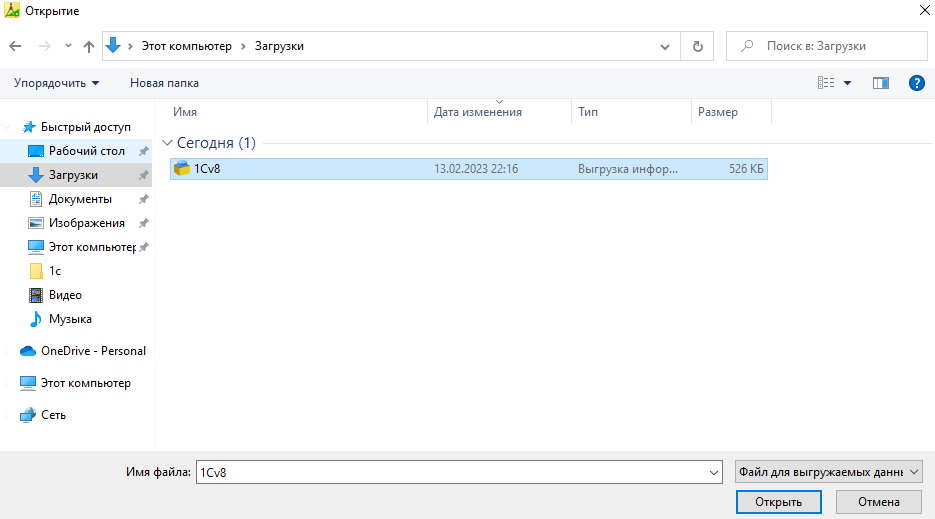 Открытие
Этот компьютер › Загрузки
Поиск в: Загрузки
Упорядочить
Новая папка
?
Имя
Дата изменения
Тип
Размер
Сегодня (1)
1Cv8
13.02.2023 22:16
Выгрузка инфор...
526 КБ
Быстрый доступ
Рабочий стол
Загрузки
Документы
Изображения
Этот компьютер
1с
Видео
Музыка
OneDrive - Personal
Этот компьютер
Сеть
Имя файла:
1Cv8
Файл для выгружаемых даннь
Открыть
Отмена